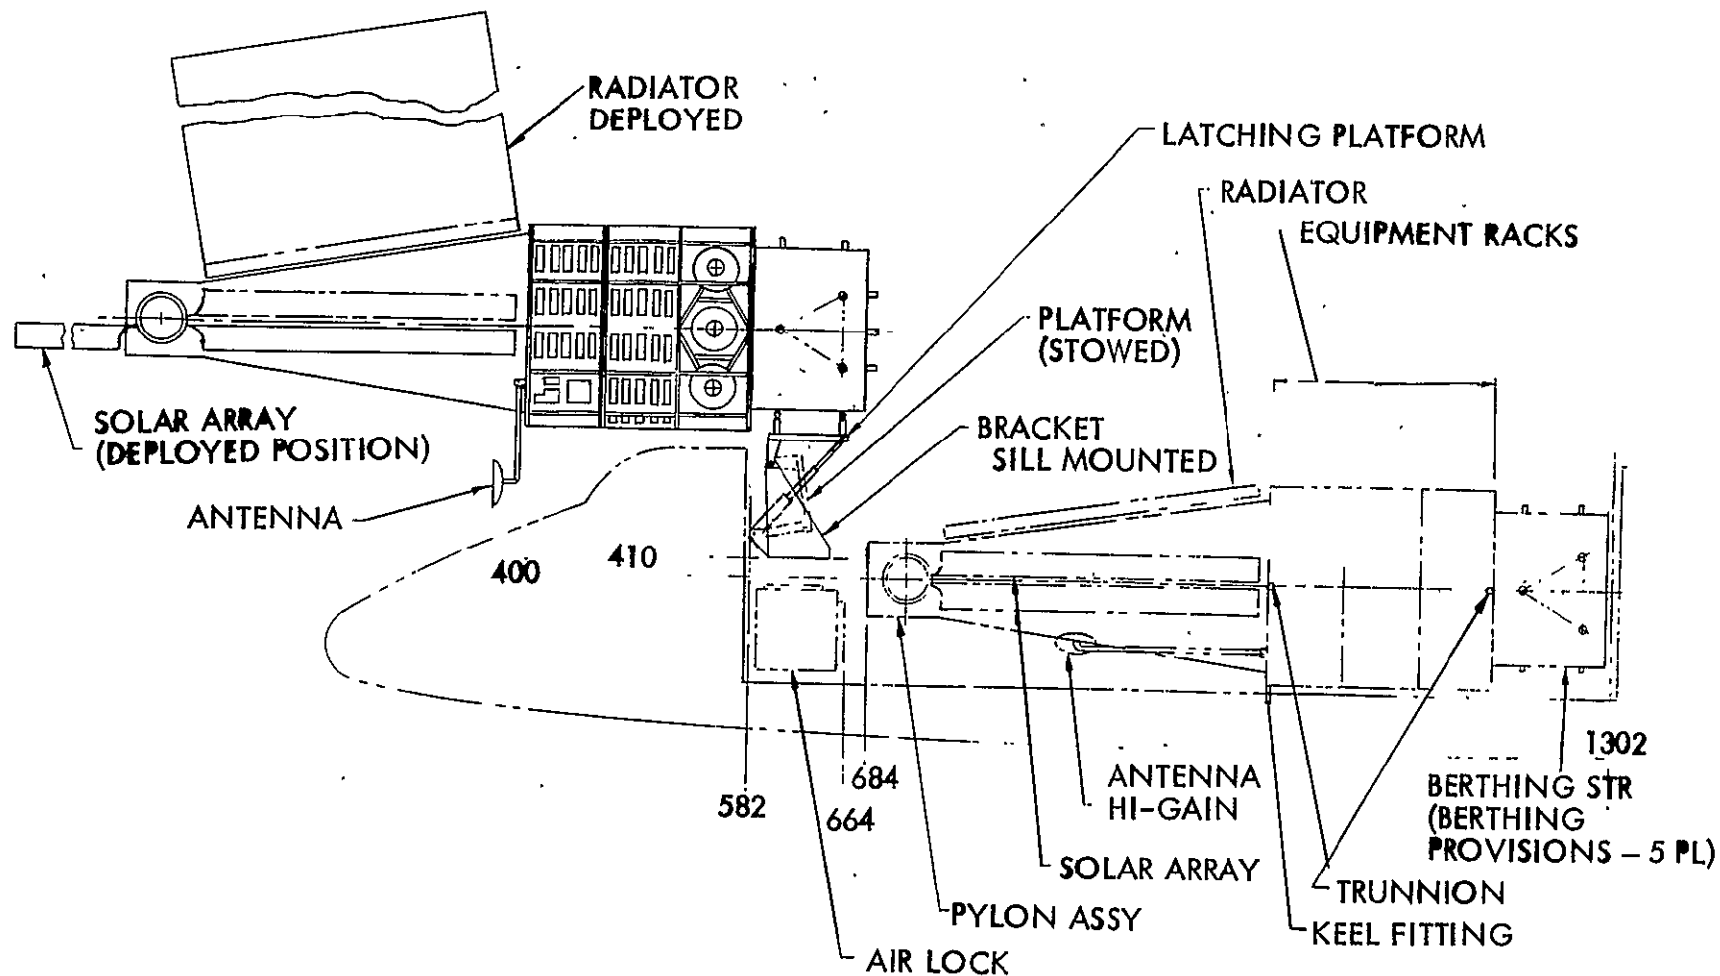 RADIATOR
DEPLOYED
LATCHING PLATFORM
RADIATOR
EQUIPMENT RACKS
PLATFORM
(STOWED)
SOLAR ARRAY
(DEPLOYED POSITION)
BRACKET
SILL MOUNTED
ANTENNA
400
410
1302
684
582
664
ANTENNA
HI-GAIN
BERTHING STR
(BERTHING
PROVISIONS – 5 PL)
SOLAR ARRAY
TRUNNION
PYLON ASSY
KEEL FITTING
AIR LOCK